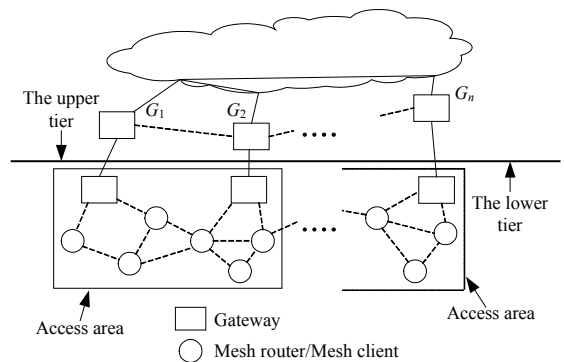 The upper
tier
G1
G2
Gn
The lower
tier
Access area
Access area
Gateway
Mesh router/Mesh client